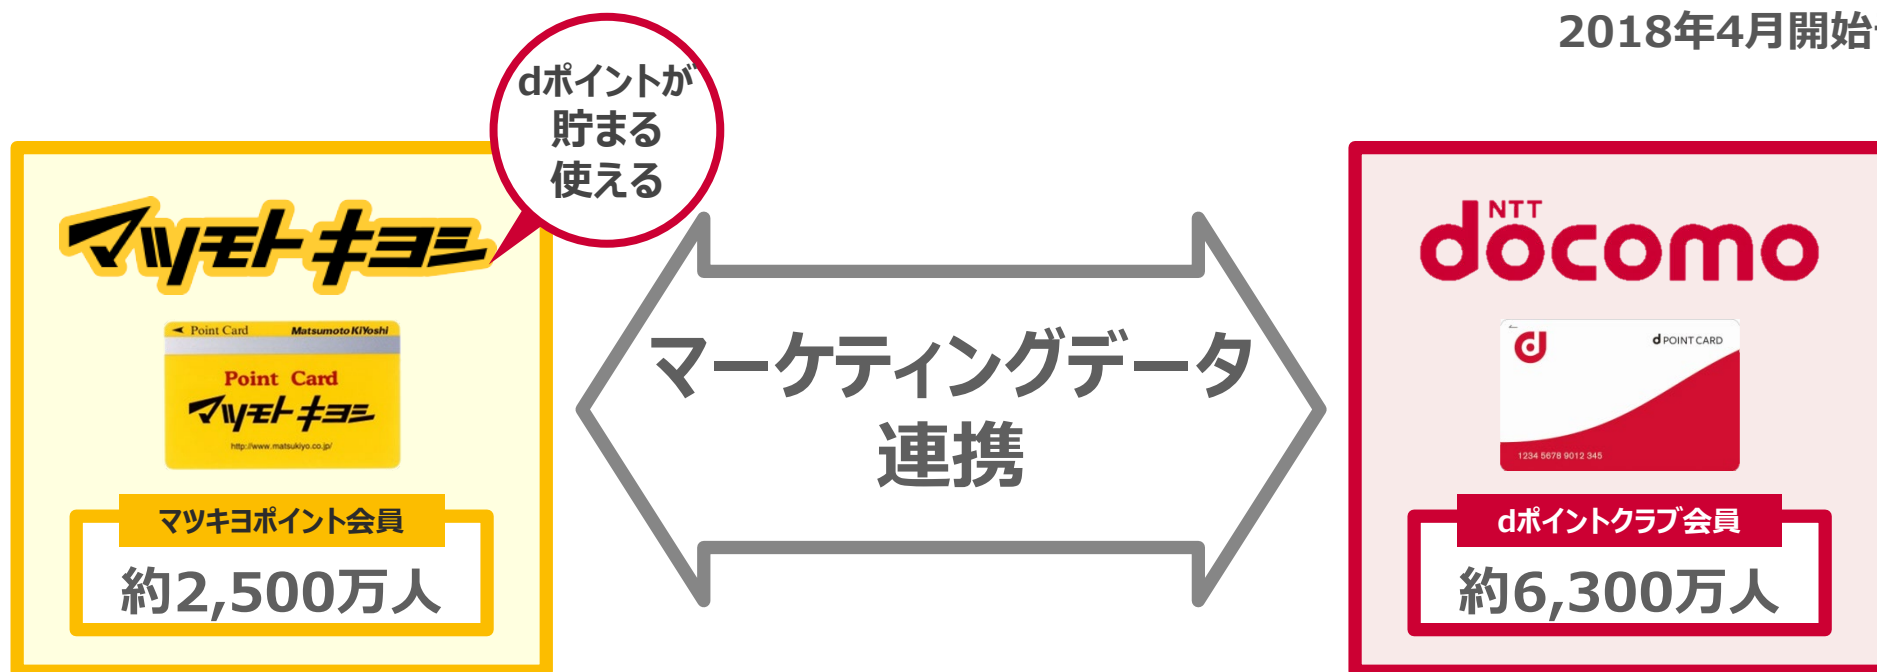 2018年4月開始
dポイントが
貯まる
使える
マツモトキヨシ
Point Card Matsumoto KiYoshi
Point Card
マツモトキヨシ
http://www.matsukiyo.co.jp/
マツキヨポイント会員
約2,500万人
マーケティングデータ
連携
NTT
docomo
d POINT CARD
1234 5678 9012 345
dポイントクラブ会員
約6,300万人